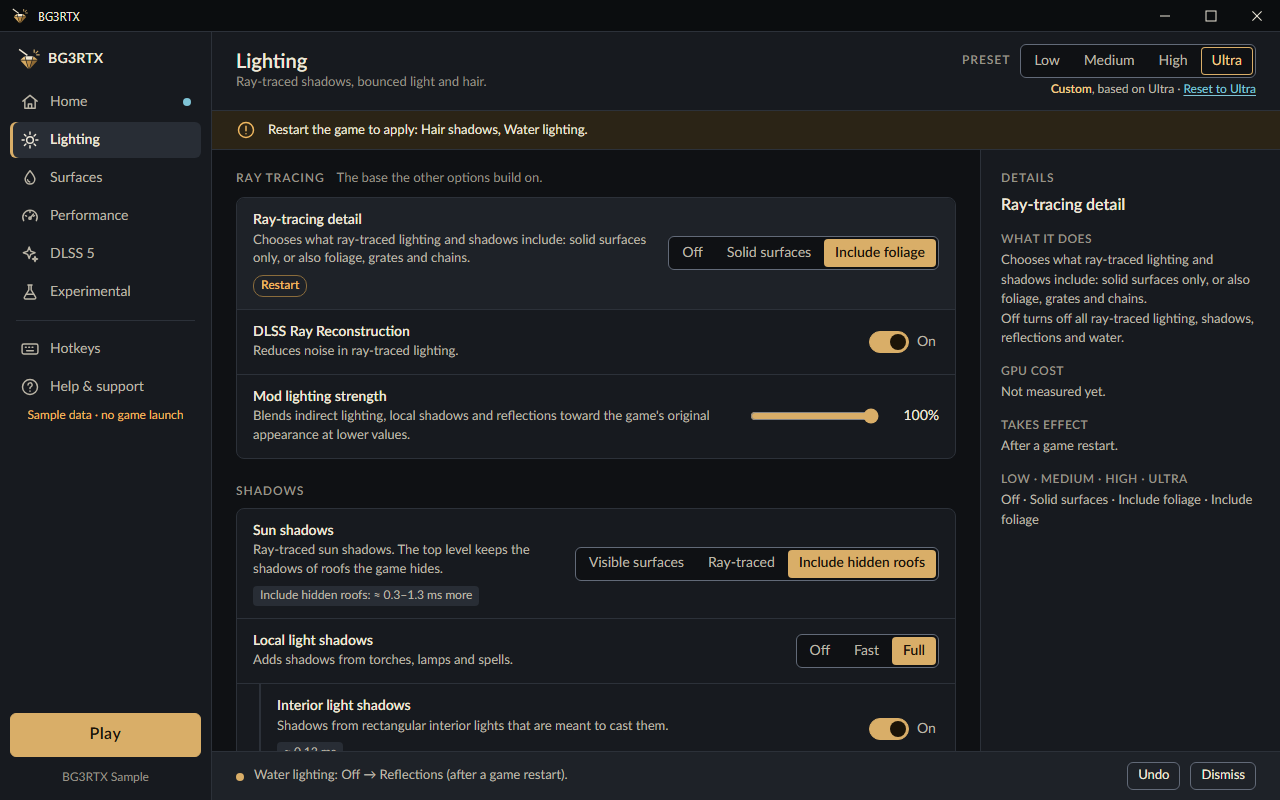 BG3RTX
BG3RTX
Home
Lighting
Surfaces
Performance
DLSS 5
Experimental
Hotkeys
Help & support
Sample data · no game launch
Play
BG3RTX Sample
Lighting
Ray-traced shadows, bounced light and hair.
PRESET Low Medium High Ultra
Custom, based on Ultra · Reset to Ultra
Restart the game to apply: Hair shadows, Water lighting.
RAY TRACING The base the other options build on.
Ray-tracing detail
Chooses what ray-traced lighting and shadows include: solid surfaces
only, or also foliage, grates and chains.
Restart
Off Solid surfaces Include foliage
DLSS Ray Reconstruction
Reduces noise in ray-traced lighting.
On
Mod lighting strength
Blends indirect lighting, local shadows and reflections toward the game's original
appearance at lower values.
100%
SHADOWS
Sun shadows
Ray-traced sun shadows. The top level keeps the
shadows of roofs the game hides.
Include hidden roofs: ≈ 0.3–1.3 ms more
Visible surfaces Ray-traced Include hidden roofs
Local light shadows
Adds shadows from torches, lamps and spells.
Off Fast Full
Interior light shadows
Shadows from rectangular interior lights that are meant to cast them.
On
DETAILS
Ray-tracing detail
WHAT IT DOES
Chooses what ray-traced lighting and
shadows include: solid surfaces only, or also
foliage, grates and chains.
Off turns off all ray-traced lighting, shadows,
reflections and water.
GPU COST
Not measured yet.
TAKES EFFECT
After a game restart.
LOW · MEDIUM · HIGH · ULTRA
Off · Solid surfaces · Include foliage · Include
foliage
Water lighting: Off → Reflections (after a game restart).
Undo Dismiss